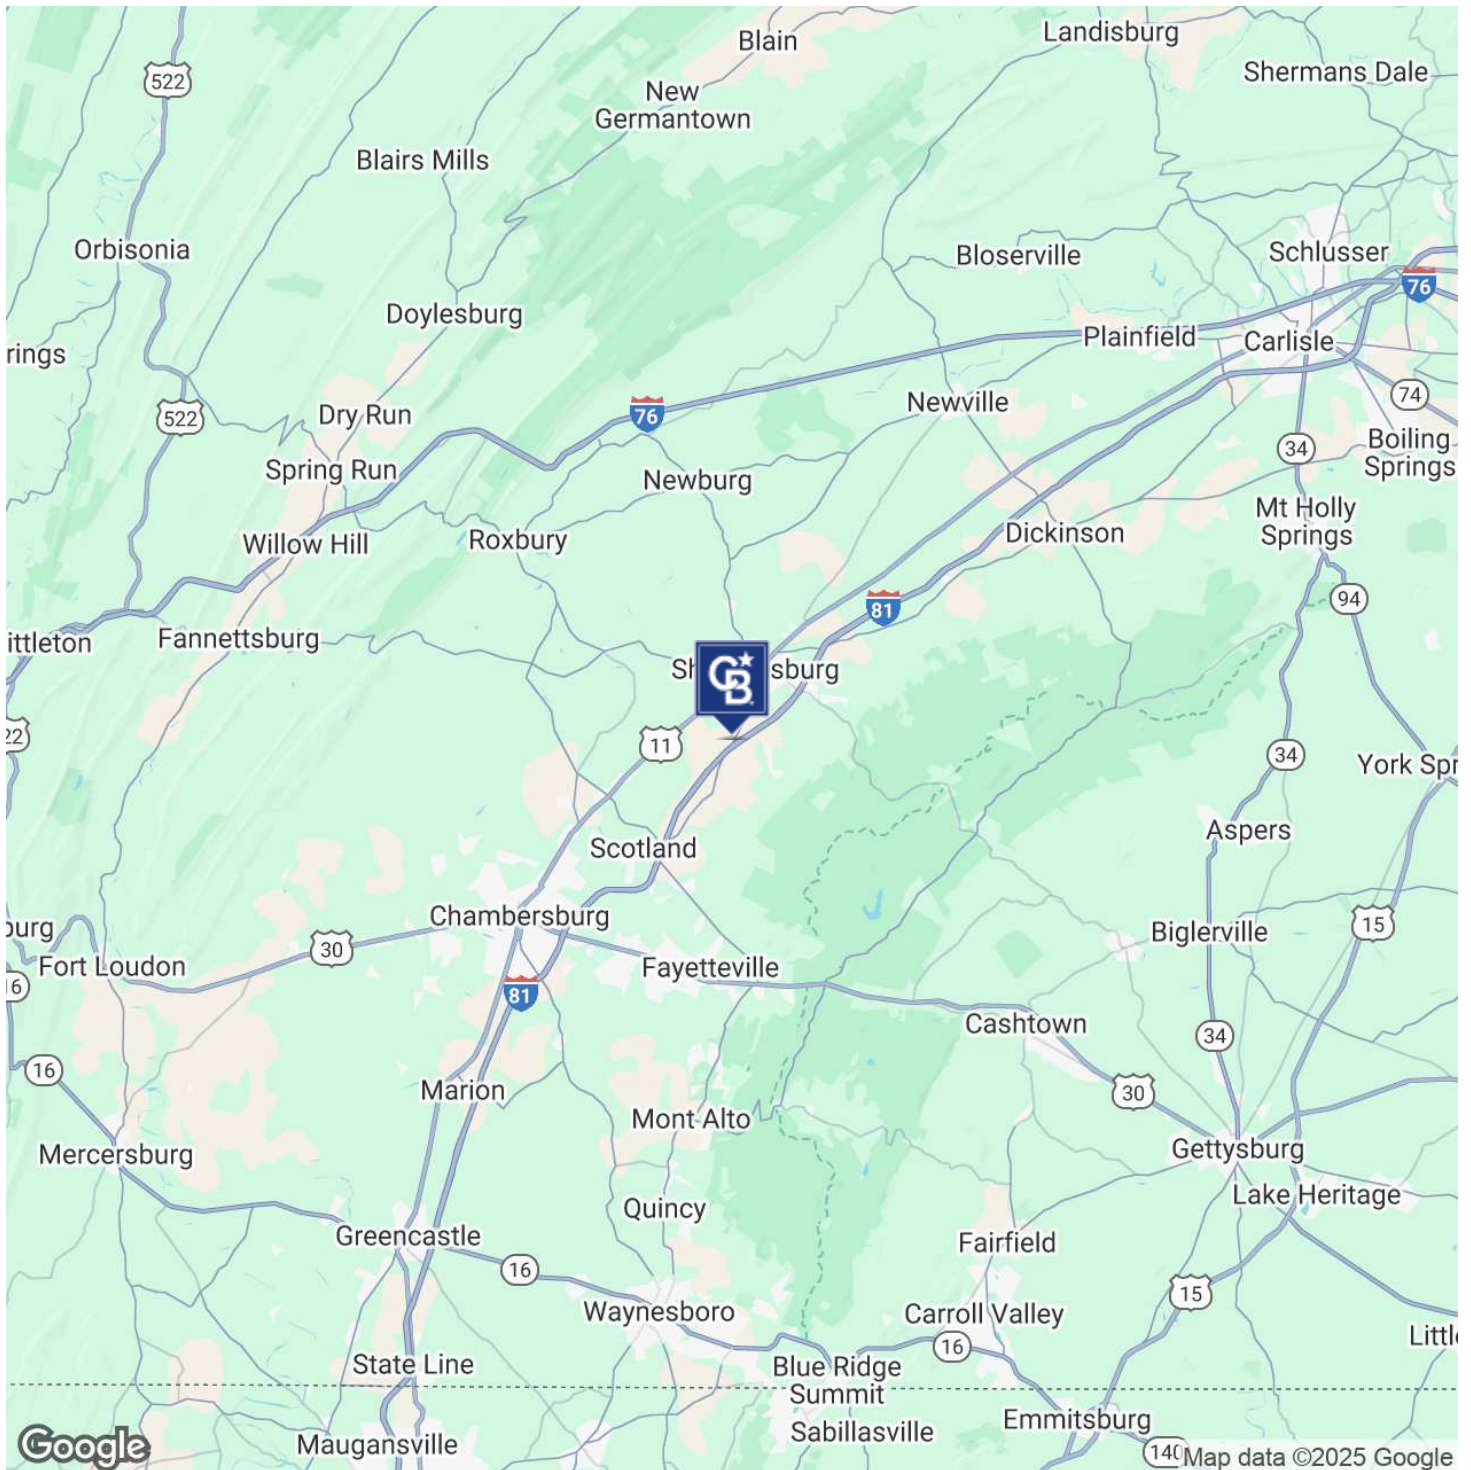 Blain
Landisburg
522
Shermans Dale
New
Germantown
Blairs Mills
Orbisonia
Bloserville
Schlusser
76
Doylesburg
Plainfield
Carlisle
rings
522
Dry Run
76
Newville
74
Boiling
Springs
34
Spring Run
Newburg
Mt Holly
Springs
Willow Hill
Roxbury
Dickinson
94
81
ittleton
Fannettsburg
Sh
sburg
CB
22
11
34
York Spr
Aspers
Scotland
Chambersburg
burg
30
15
Biglerville
Fort Loudon
Fayetteville
16
81
Cashtown
34
16
Marion
30
Mont Alto
Mercersburg
Gettysburg
Lake Heritage
Quincy
Greencastle
Fairfield
16
15
Waynesboro
Carroll Valley
16
Littl
State Line
Blue Ridge
Summit
Emmitsburg
Sabillasville
Maugansville
140
Google
Map data ©2025 Google